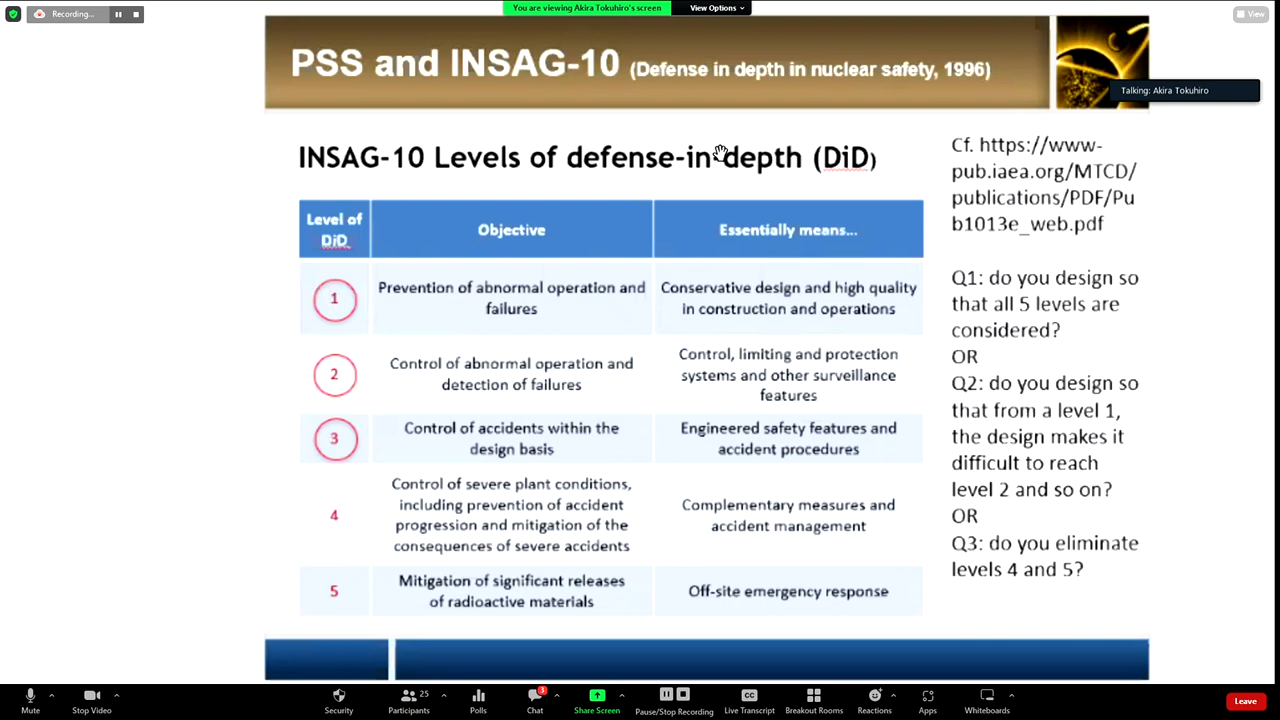 Recording...
You are viewing Akira Tokuhiro's screen
View Options
View
PSS and INSAG-10 (Defense in depth in nuclear safety, 1996)
Talking: Akira Tokuhiro
INSAG-10 Levels of defense-in-depth (DiD)
Level of
DiD
Objective
Essentially means...
1
Prevention of abnormal operation and
failures
Conservative design and high quality
in construction and operations
2
Control of abnormal operation and
detection of failures
Control, limiting and protection
systems and other surveillance
features
3
Control of accidents within the
design basis
Engineered safety features and
accident procedures
4
Control of severe plant conditions,
including prevention of accident
progression and mitigation of the
consequences of severe accidents
Complementary measures and
accident management
5
Mitigation of significant releases
of radioactive materials
Off-site emergency response
Cf. https://www-
pub.iaea.org/MTCD/
publications/PDF/Pu
b1013e_web.pdf
Q1: do you design so
that all 5 levels are
considered?
OR
Q2: do you design so
that from a level 1,
the design makes it
difficult to reach
level 2 and so on?
OR
Q3: do you eliminate
levels 4 and 5?
Mute
Stop Video
Security
25
Participants
Polls
3
Chat
Share Screen
Pause/Stop Recording
CC
Live Transcript
Breakout Rooms
Reactions
Apps
Whiteboards
Leave